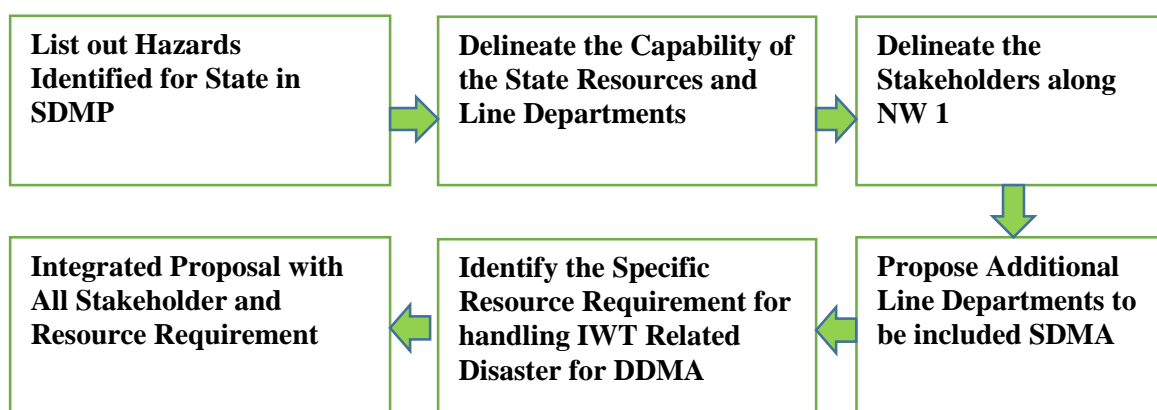 List out Hazards
Identified for State in
SDMP
Delineate the Capability of
the State Resources and
Line Departments
Delineate the
Stakeholders along
NW 1
Propose Additional
Line Departments to
be included SDMA
Identify the Specific
Resource Requirement for
handling IWT Related
Disaster for DDMA
Integrated Proposal with
All Stakeholder and
Resource Requirement